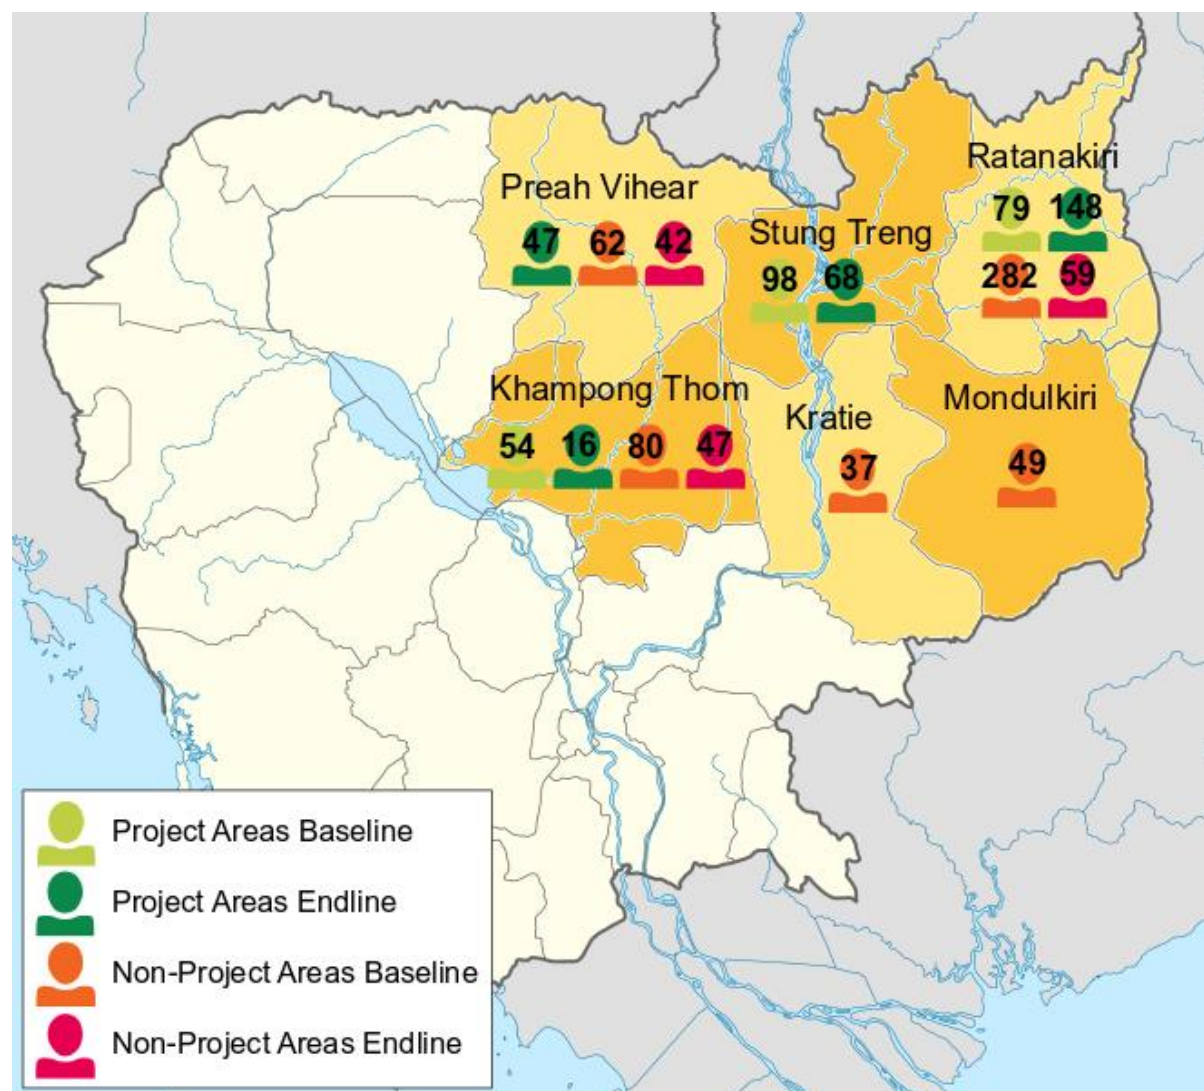 Ratanakiri
79 148
282 59
Preah Vihear
47 62 42
Stung Treng
98 68
Khampong Thom
54 16 80 47
Kratie
37
Mondulkiri
49
Project Areas Baseline
Project Areas Endline
Non-Project Areas Baseline
Non-Project Areas Endline